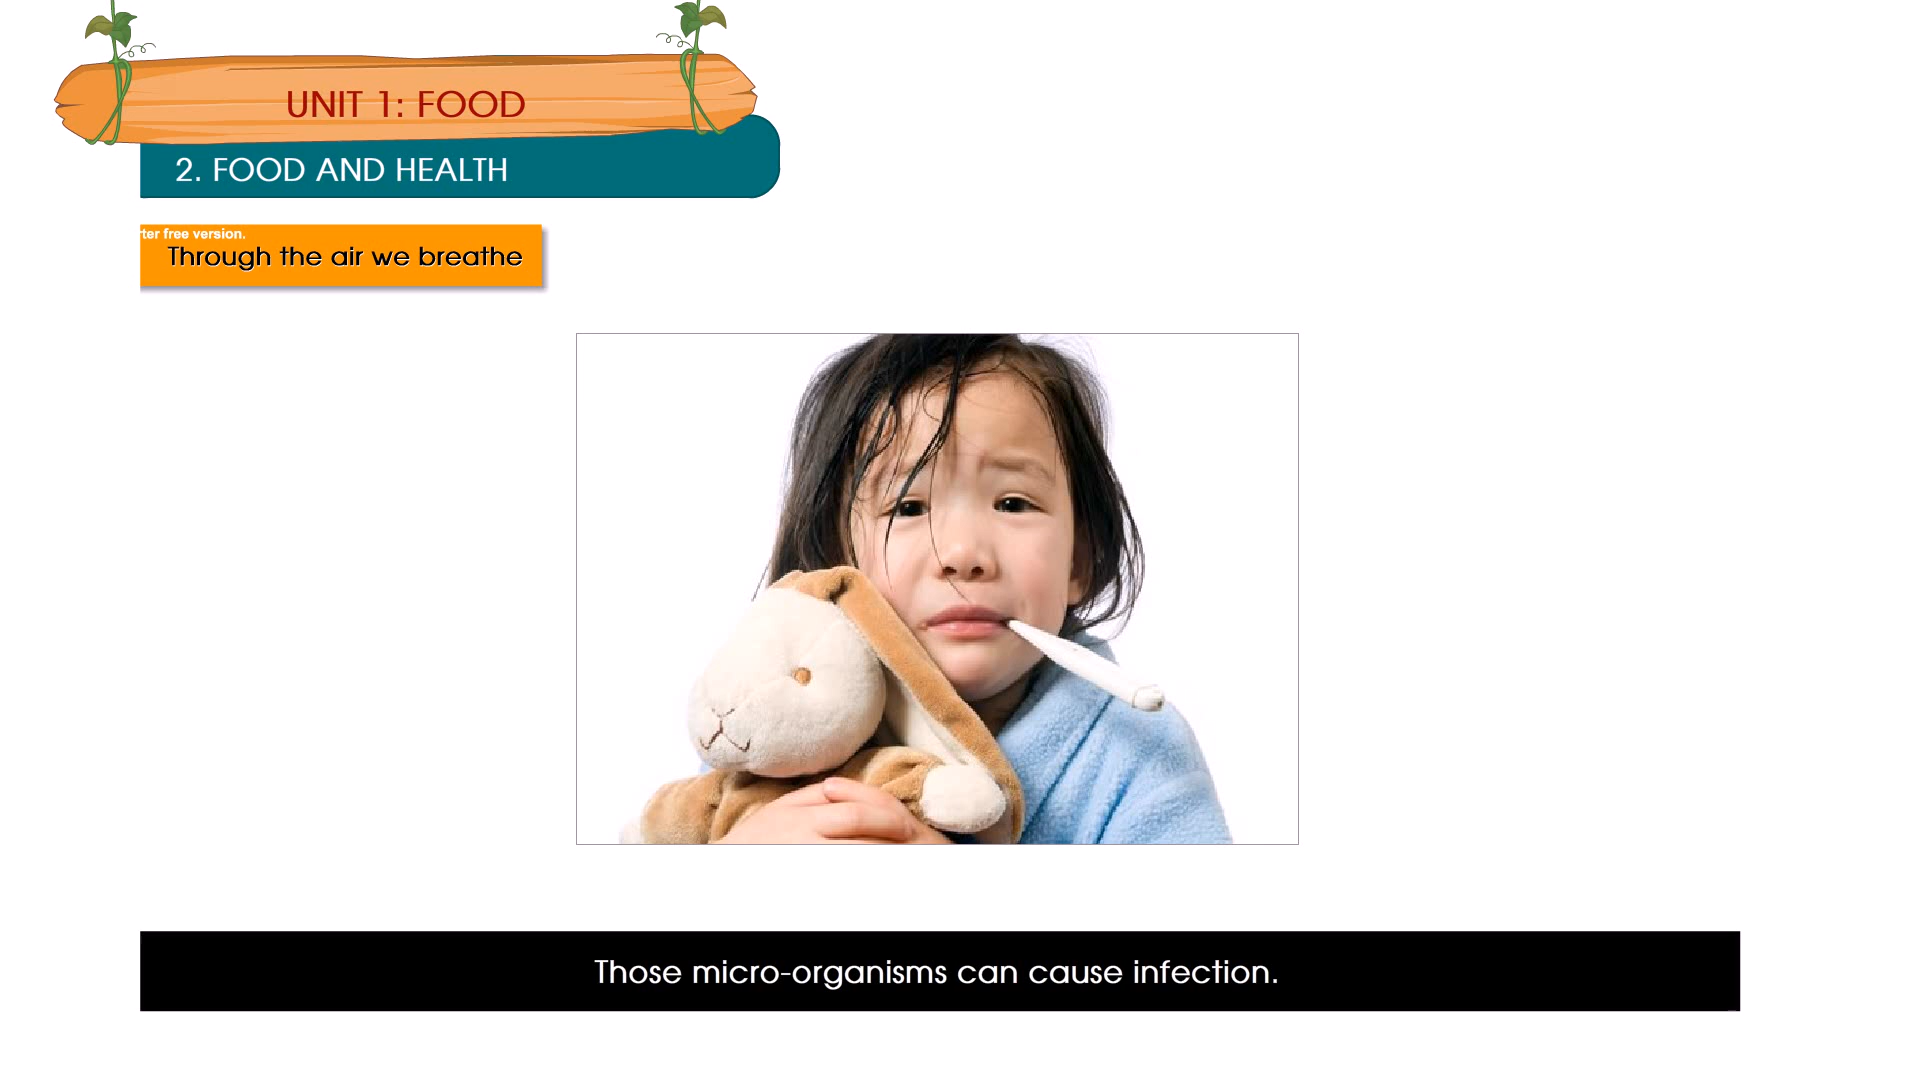 UNIT 1: FOOD
2. FOOD AND HEALTH
rter free version.
Through the air we breathe
Those micro-organisms can cause infection.